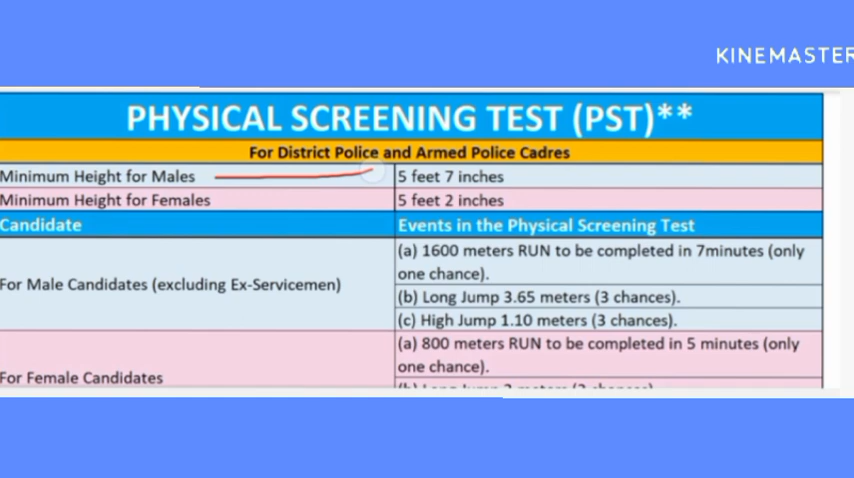 KINEMASTER
PHYSICAL SCREENING TEST (PST)**
For District Police and Armed Police Cadres
Minimum Height for Males 5 feet 7 inches
Minimum Height for Females 5 feet 2 inches
Candidate Events in the Physical Screening Test
For Male Candidates (excluding Ex-Servicemen)
(a) 1600 meters RUN to be completed in 7minutes (only
one chance).
(b) Long Jump 3.65 meters (3 chances).
(c) High Jump 1.10 meters (3 chances).
For Female Candidates
(a) 800 meters RUN to be completed in 5 minutes (only
one chance).